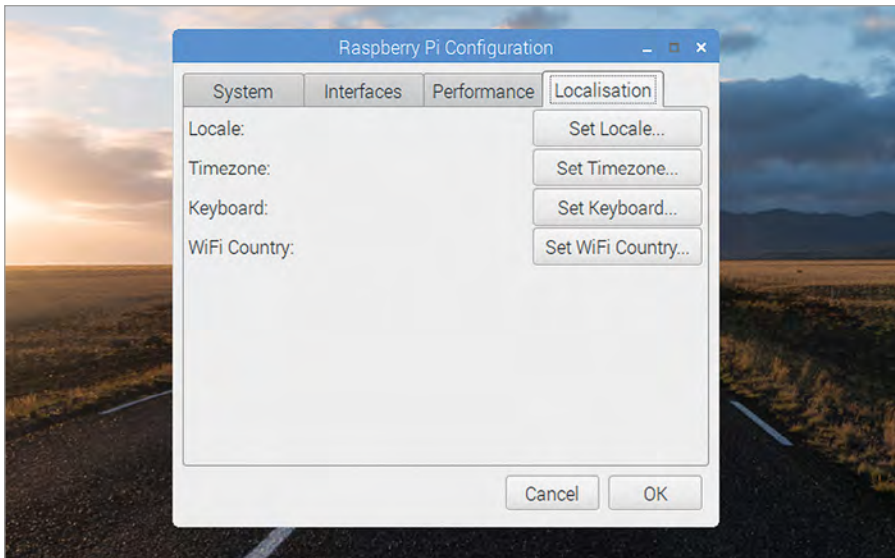 Raspberry Pi Configuration
System Interfaces Performance Localisation
Locale: Set Locale...
Timezone: Set Timezone...
Keyboard: Set Keyboard...
WiFi Country: Set WiFi Country...
Cancel OK